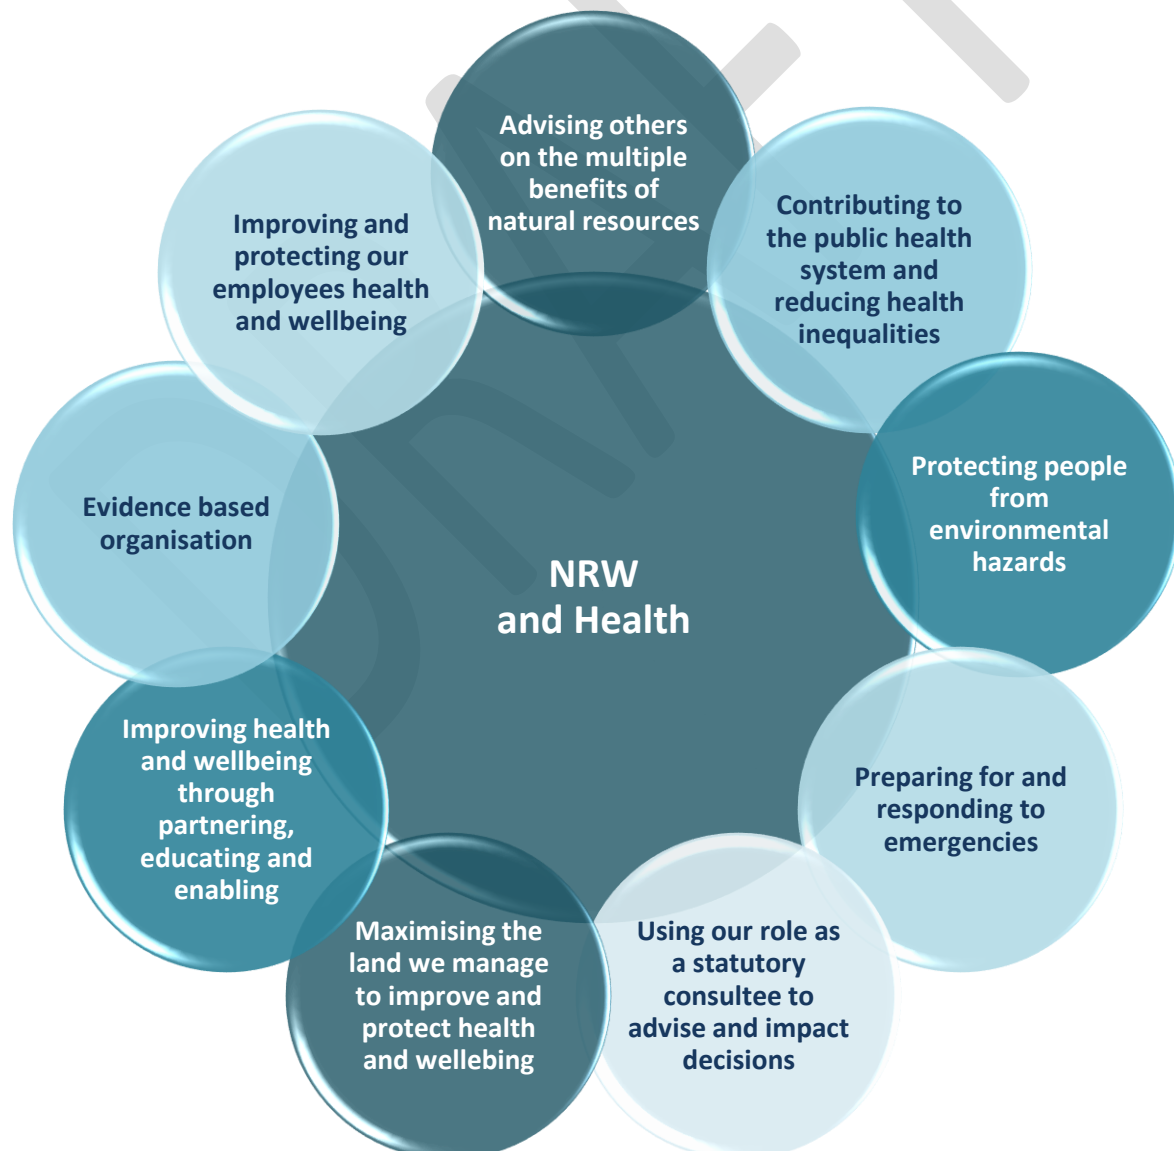 Advising others
on the multiple
benefits of
natural resources
Contributing to
the public health
system and
reducing health
inequalities
Protecting people
from
environmental
hazards
Preparing for and
responding to
emergencies
Using our role as
a statutory
consultee to
advise and impact
decisions
Maximising the
land we manage
to improve and
protect health
and wellebing
Improving health
and wellbeing
through
partnering,
educating and
enabling
Evidence based
organisation
Improving and
protecting our
employees health
and wellbeing
NRW
and Health